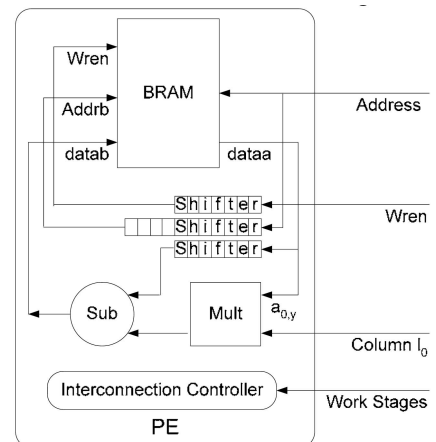 Wren
BRAM
Addrb
Address
datab
dataa
Shifter
Wren
Shifter
Shifter
Sub
Mult
a0,y
Column l0
Interconnection Controller
Work Stages
PE